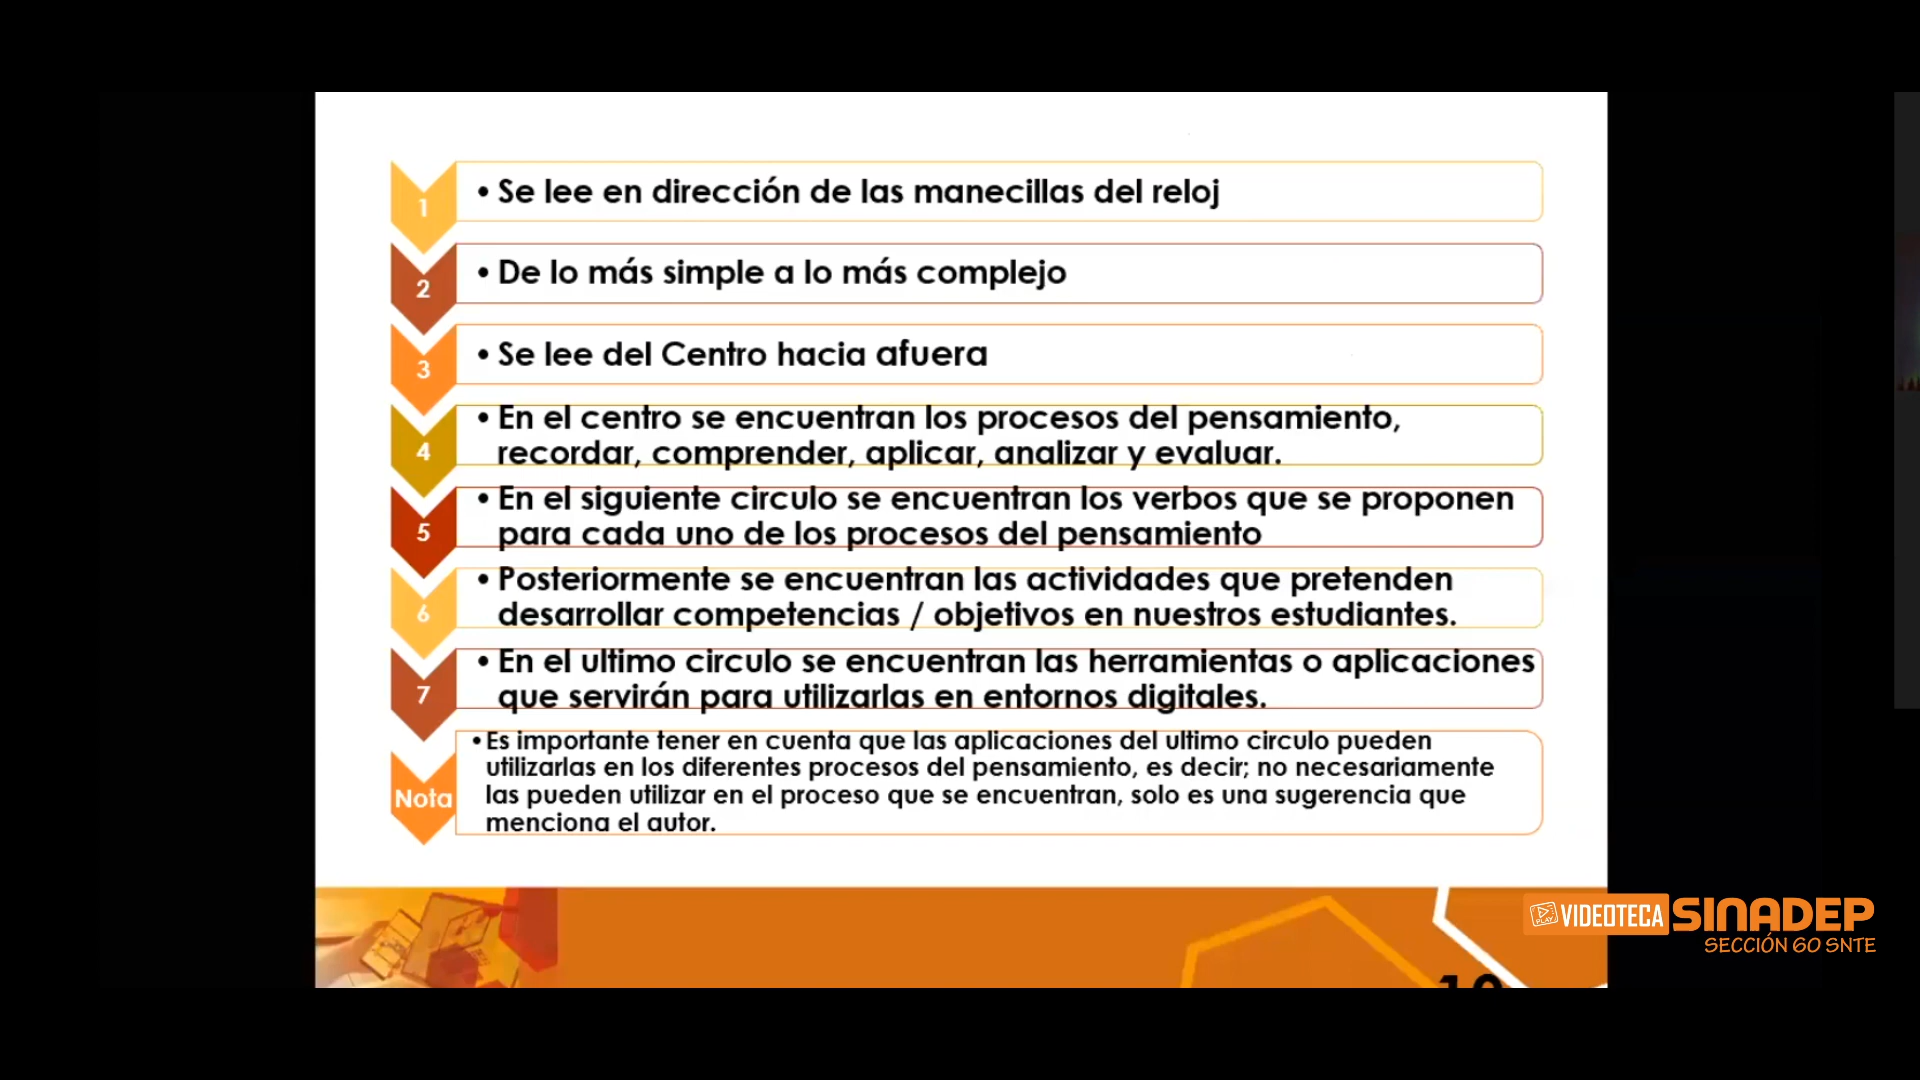 1
• Se lee en dirección de las manecillas del reloj
2
• De lo más simple a lo más complejo
3
• Se lee del Centro hacia afuera
4
• En el centro se encuentran los procesos del pensamiento,
recordar, comprender, aplicar, analizar y evaluar.
5
• En el siguiente circulo se encuentran los verbos que se proponen
para cada uno de los procesos del pensamiento
6
• Posteriormente se encuentran las actividades que pretenden
desarrollar competencias / objetivos en nuestros estudiantes.
7
• En el ultimo circulo se encuentran las herramientas o aplicaciones
que servirán para utilizarlas en entornos digitales.
Nota
• Es importante tener en cuenta que las aplicaciones del ultimo circulo pueden
utilizarlas en los diferentes procesos del pensamiento, es decir; no necesariamente
las pueden utilizar en el proceso que se encuentran, solo es una sugerencia que
menciona el autor.
PLAY VIDEOTECA SINADEP
SECCIÓN 60 SNTE